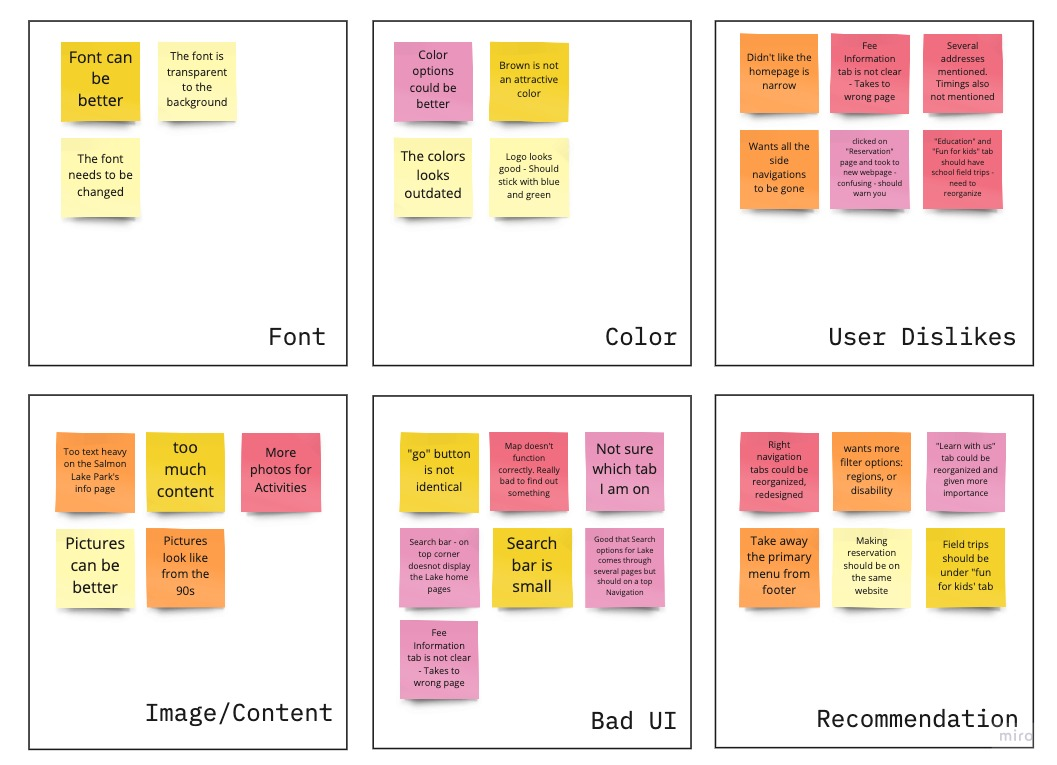 Font can
be
better
The font is
transparent
to the
background
The font
needs to be
changed
Font
Color
options
could be
better
Brown is not
an attractive
color
The colors
looks
outdated
Logo looks
good - Should
stick with blue
and green
Color
Didn't like the
homepage is
narrow
Fee
Information
tab is not clear
- Takes to
wrong page
Several
addresses
mentioned.
Timings also
not mentioned
Wants all the
side
navigations
to be gone
clicked on
"Reservation"
page and took to
new webpage -
confusing - should
warn you
"Education" and
"Fun for kids" tab
should have
school field trips -
need to
reorganize
User Dislikes
Too text heavy
on the Salmon
Lake Park's
info page
too
much
content
More
photos for
Activities
Pictures
can be
better
Pictures
look like
from the
90s
Image/Content
"go" button
is not
identical
Map doesn't
function
correctly. Really
bad to find out
something
Not sure
which tab
I am on
Search bar - on
top corner
doesnot display
the Lake home
pages
Search
bar is
small
Good that Search
options for Lake
comes through
several pages but
should on a top
Navigation
Fee
Information
tab is not clear
- Takes to
wrong page
Bad UI
Right
navigation
tabs could be
reorganized,
redesigned
wants more
filter options:
regions, or
disability
"Learn with us"
tab could be
reorganized and
given more
importance
Take away
the primary
menu from
footer
Making
reservation
should be on
the same
website
Field trips
should be
under "fun
for kids' tab
Recommendation
miro